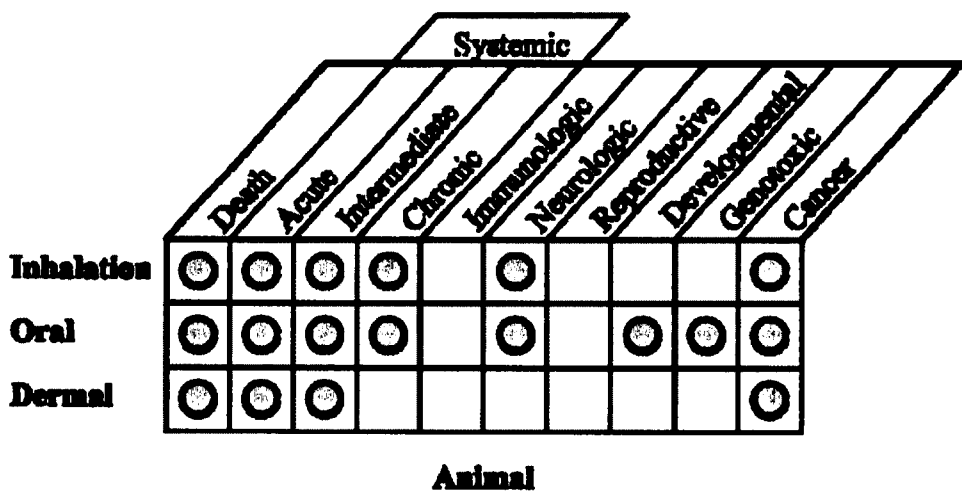 Systemic
Death
Acute
Intermediate
Chronic
Immunologic
Neurologic
Reproductive
Developmental
Genotoxic
Cancer
Inhalation
Oral
Dermal
Animal